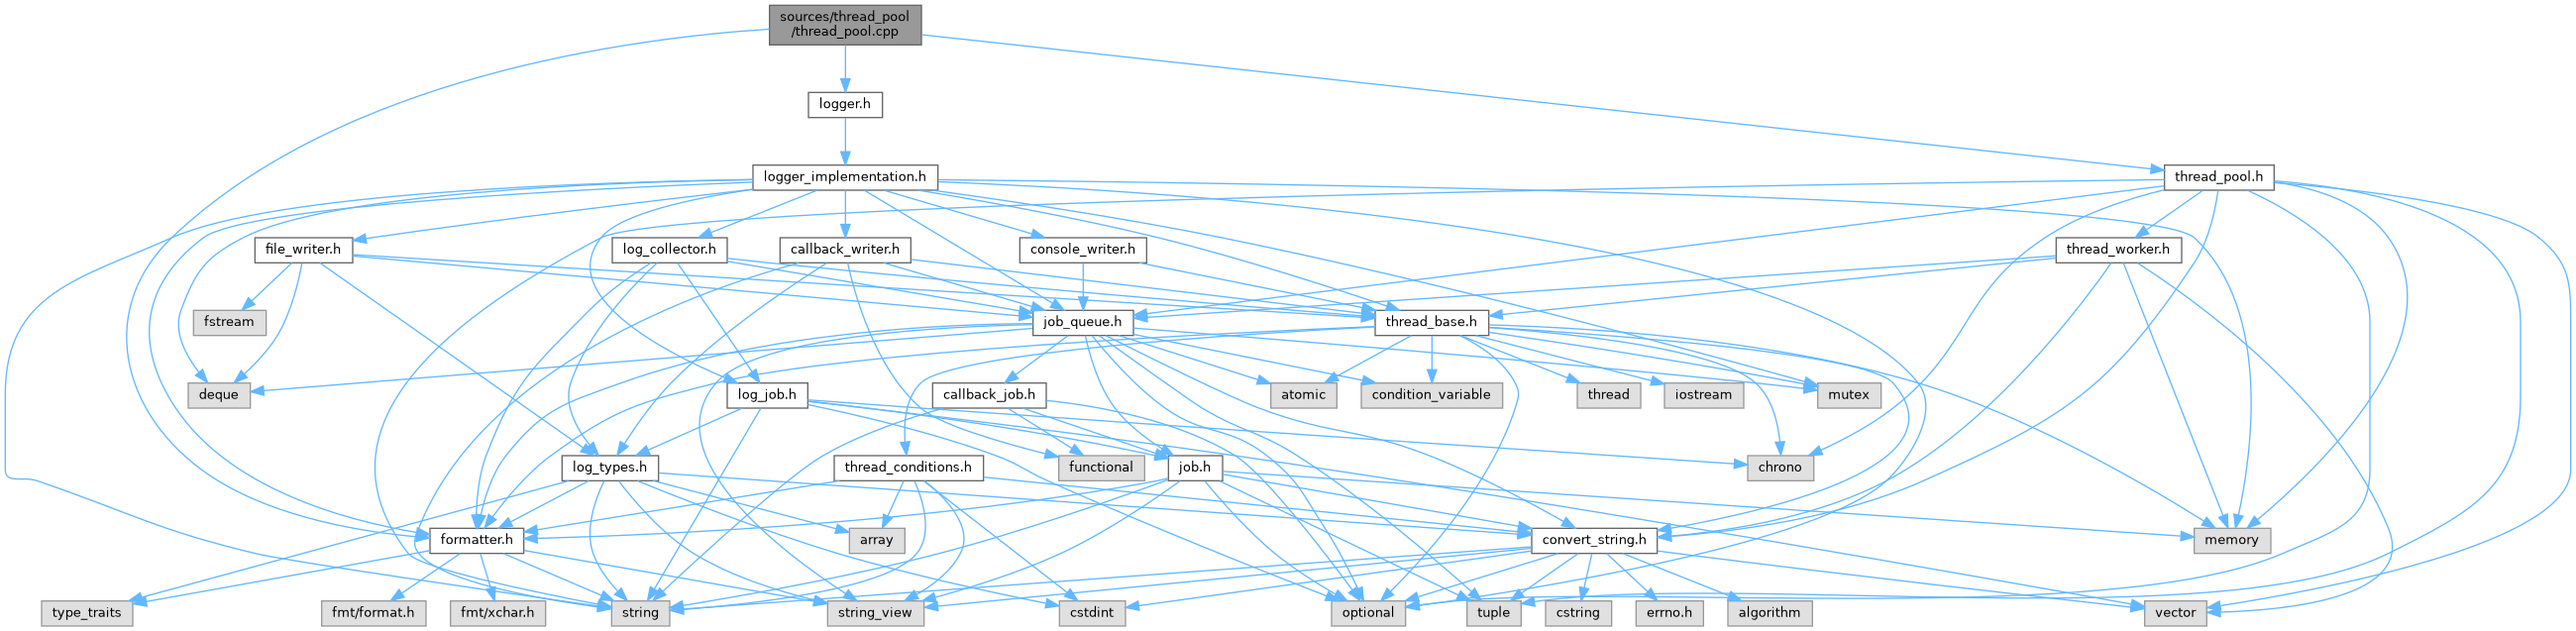 sources/thread_pool
/thread_pool.cpp
logger.h
logger_implementation.h
thread_pool.h
file_writer.h
log_collector.h
callback_writer.h
console_writer.h
thread_worker.h
fstream
job_queue.h
thread_base.h
deque
log_job.h
callback_job.h
atomic
condition_variable
thread
iostream
mutex
log_types.h
thread_conditions.h
functional
job.h
chrono
formatter.h
array
convert_string.h
memory
type_traits
fmt/format.h
fmt/xchar.h
string
string_view
cstdint
optional
tuple
cstring
errno.h
algorithm
vector